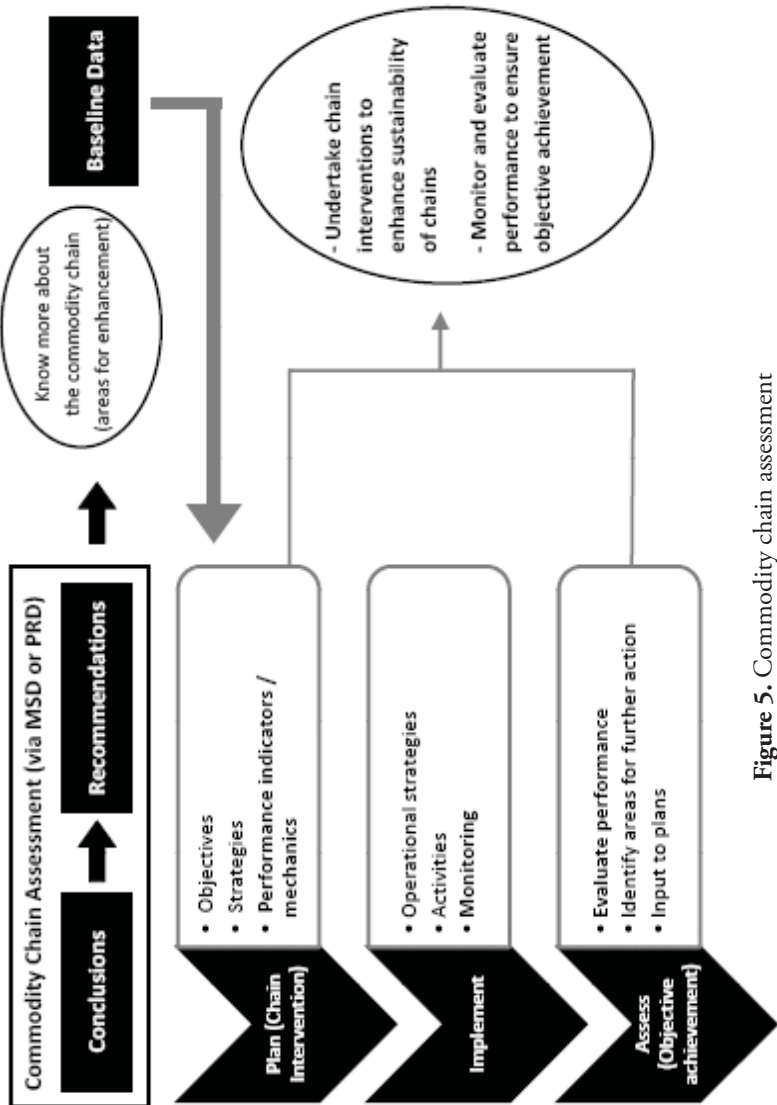 Commodity Chain Assessment (via MSD or PRD)
Conclusions
Recommendations
Know more about
the commodity chain
(areas for enhancement)
Baseline Data
Plan (Chain
Intervention)
• Objectives
• Strategies
• Performance indicators /
mechanics
Implement
• Operational strategies
• Activities
• Monitoring
Assess
(Objective
achievement)
• Evaluate performance
• Identify areas for further action
• Input to plans
- Undertake chain
interventions to
enhance sustainability
of chains
- Monitor and evaluate
performance to ensure
objective achievement
Figure 5. Commodity chain assessment